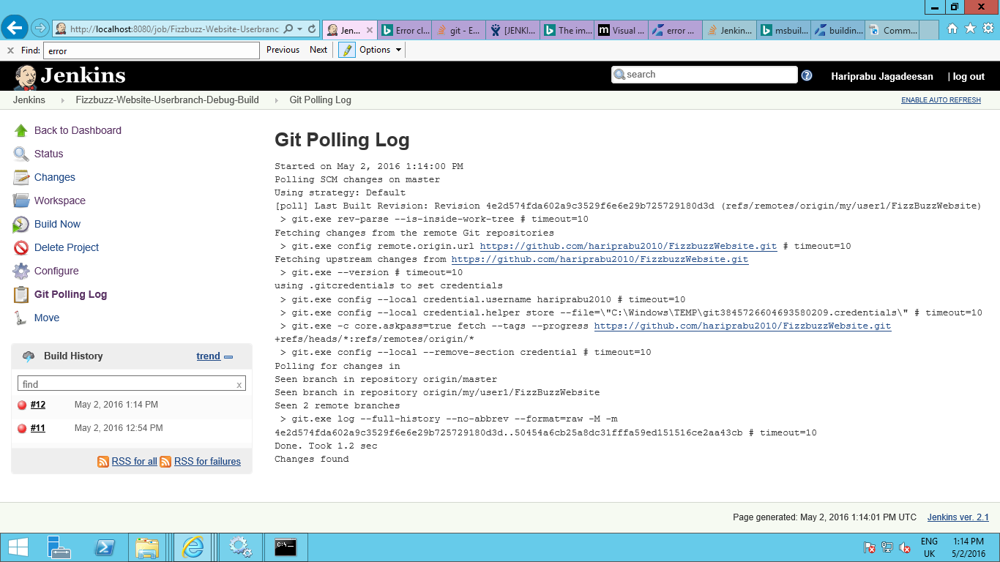 http://localhost:8080/job/Fizzbuzz-Website-Userbranc
Jen...
Error cl...
git - E...
[JENKI...
The im...
Visual ...
error ...
Jenkin...
msbuil...
building...
Comm...
Find: error
Previous
Next
Options
Jenkins
search
Hariprabu Jagadeesan
| log out
Jenkins
Fizzbuzz-Website-Userbranch-Debug-Build
Git Polling Log
ENABLE AUTO REFRESH
Back to Dashboard
Status
Changes
Workspace
Build Now
Delete Project
Configure
Git Polling Log
Move
Build History
trend
find
x
#12 May 2, 2016 1:14 PM
#11 May 2, 2016 12:54 PM
RSS for all
RSS for failures
Git Polling Log
Started on May 2, 2016 1:14:00 PM
Polling SCM changes on master
Using strategy: Default
[poll] Last Built Revision: Revision 4e2d574fda602a9c3529f6e6e29b725729180d3d (refs/remotes/origin/my/user1/FizzBuzzWebsite)
> git.exe rev-parse --is-inside-work-tree # timeout=10
Fetching changes from the remote Git repositories
> git.exe config remote.origin.url https://github.com/hariprabu2010/FizzbuzzWebsite.git # timeout=10
Fetching upstream changes from https://github.com/hariprabu2010/FizzbuzzWebsite.git
> git.exe --version # timeout=10
using .gitcredentials to set credentials
> git.exe config --local credential.username hariprabu2010 # timeout=10
> git.exe config --local credential.helper store --file=\"C:\Windows\TEMP\git3845726604693580209.credentials\" # timeout=10
> git.exe -c core.askpass=true fetch --tags --progress https://github.com/hariprabu2010/FizzbuzzWebsite.git
+refs/heads/*:refs/remotes/origin/*
> git.exe config --local --remove-section credential # timeout=10
Polling for changes in
Seen branch in repository origin/master
Seen branch in repository origin/my/user1/FizzBuzzWebsite
Seen 2 remote branches
> git.exe log --full-history --no-abbrev --format=raw -M -m
4e2d574fda602a9c3529f6e6e29b725729180d3d..50454a6cb25a8dc31fffa59ed151516ce2aa43cb # timeout=10
Done. Took 1.2 sec
Changes found
Page generated: May 2, 2016 1:14:01 PM UTC
Jenkins ver. 2.1
ENG
UK
1:14 PM
5/2/2016